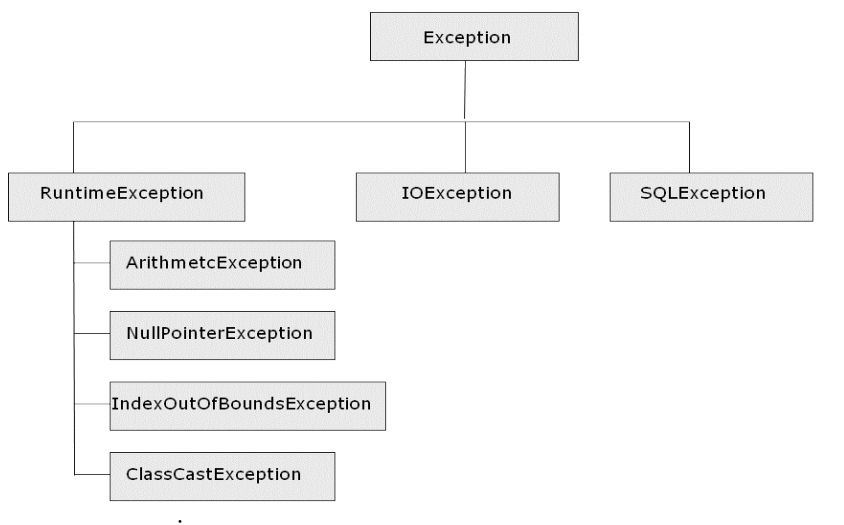 Exception
RuntimeException
IOException
SQLException
ArithmetcException
NullPointerException
IndexOutOfBoundsException
ClassCastException